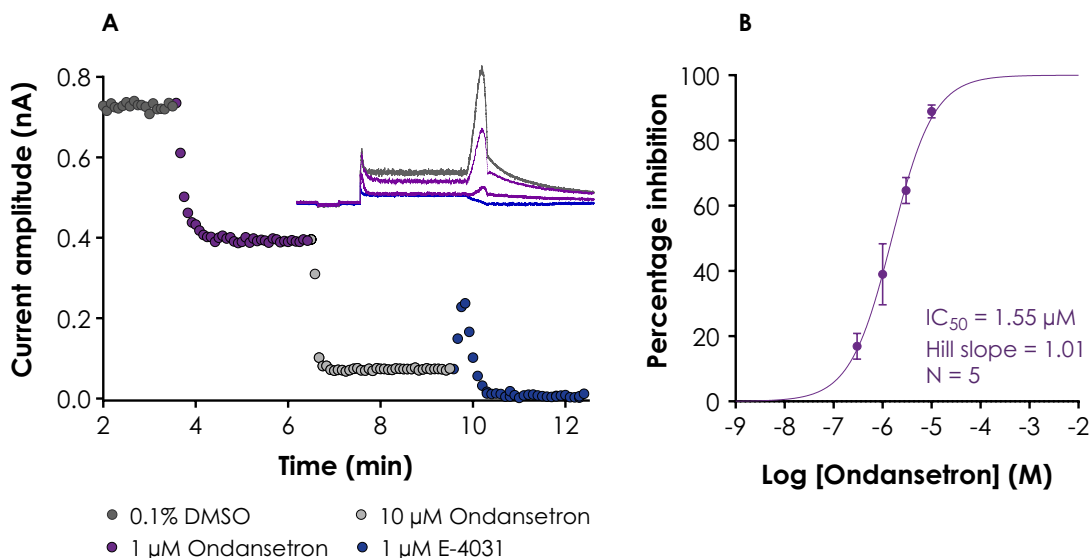 A
B
Current amplitude (nA)
0.8
0.6
0.4
0.2
0.0
2
4
6
8
10
12
Time (min)
0.1% DMSO
10 µM Ondansetron
1 µM Ondansetron
1 µM E-4031
Percentage inhibition
100
80
60
40
20
0
-9
-8
-7
-6
-5
-4
-3
-2
Log [Ondansetron] (M)
IC50 = 1.55 µM
Hill slope = 1.01
N = 5